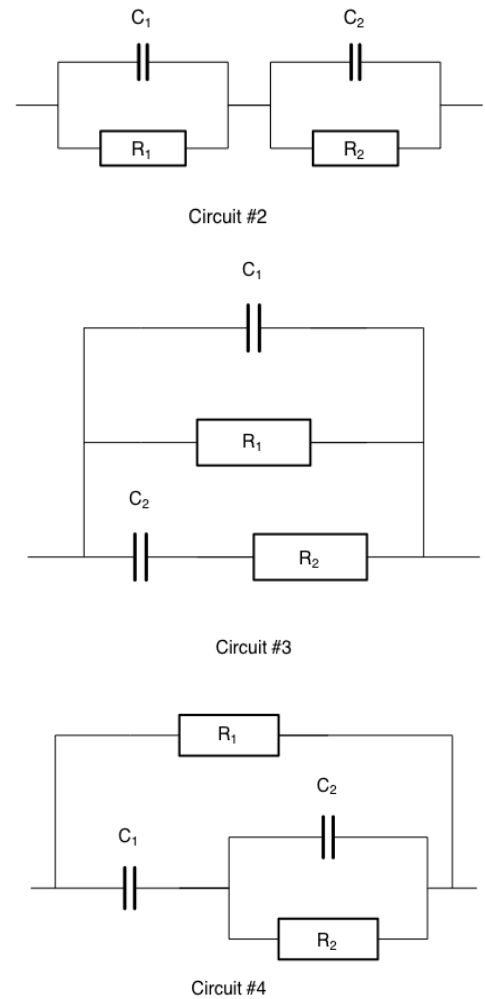 C₁ C₂
R₁ R₂
Circuit #2
C₁
R₁
C₂
R₂
Circuit #3
R₁
C₂
C₁
R₂
Circuit #4